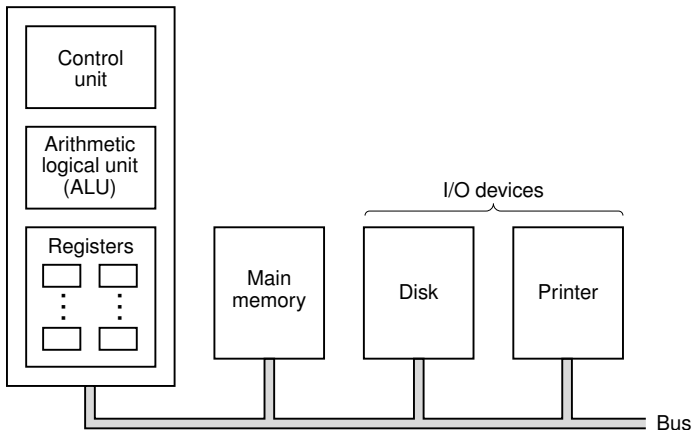 Control
unit
Arithmetic
logical unit
(ALU)
Registers
I/O devices
Main
memory
Disk
Printer
Bus